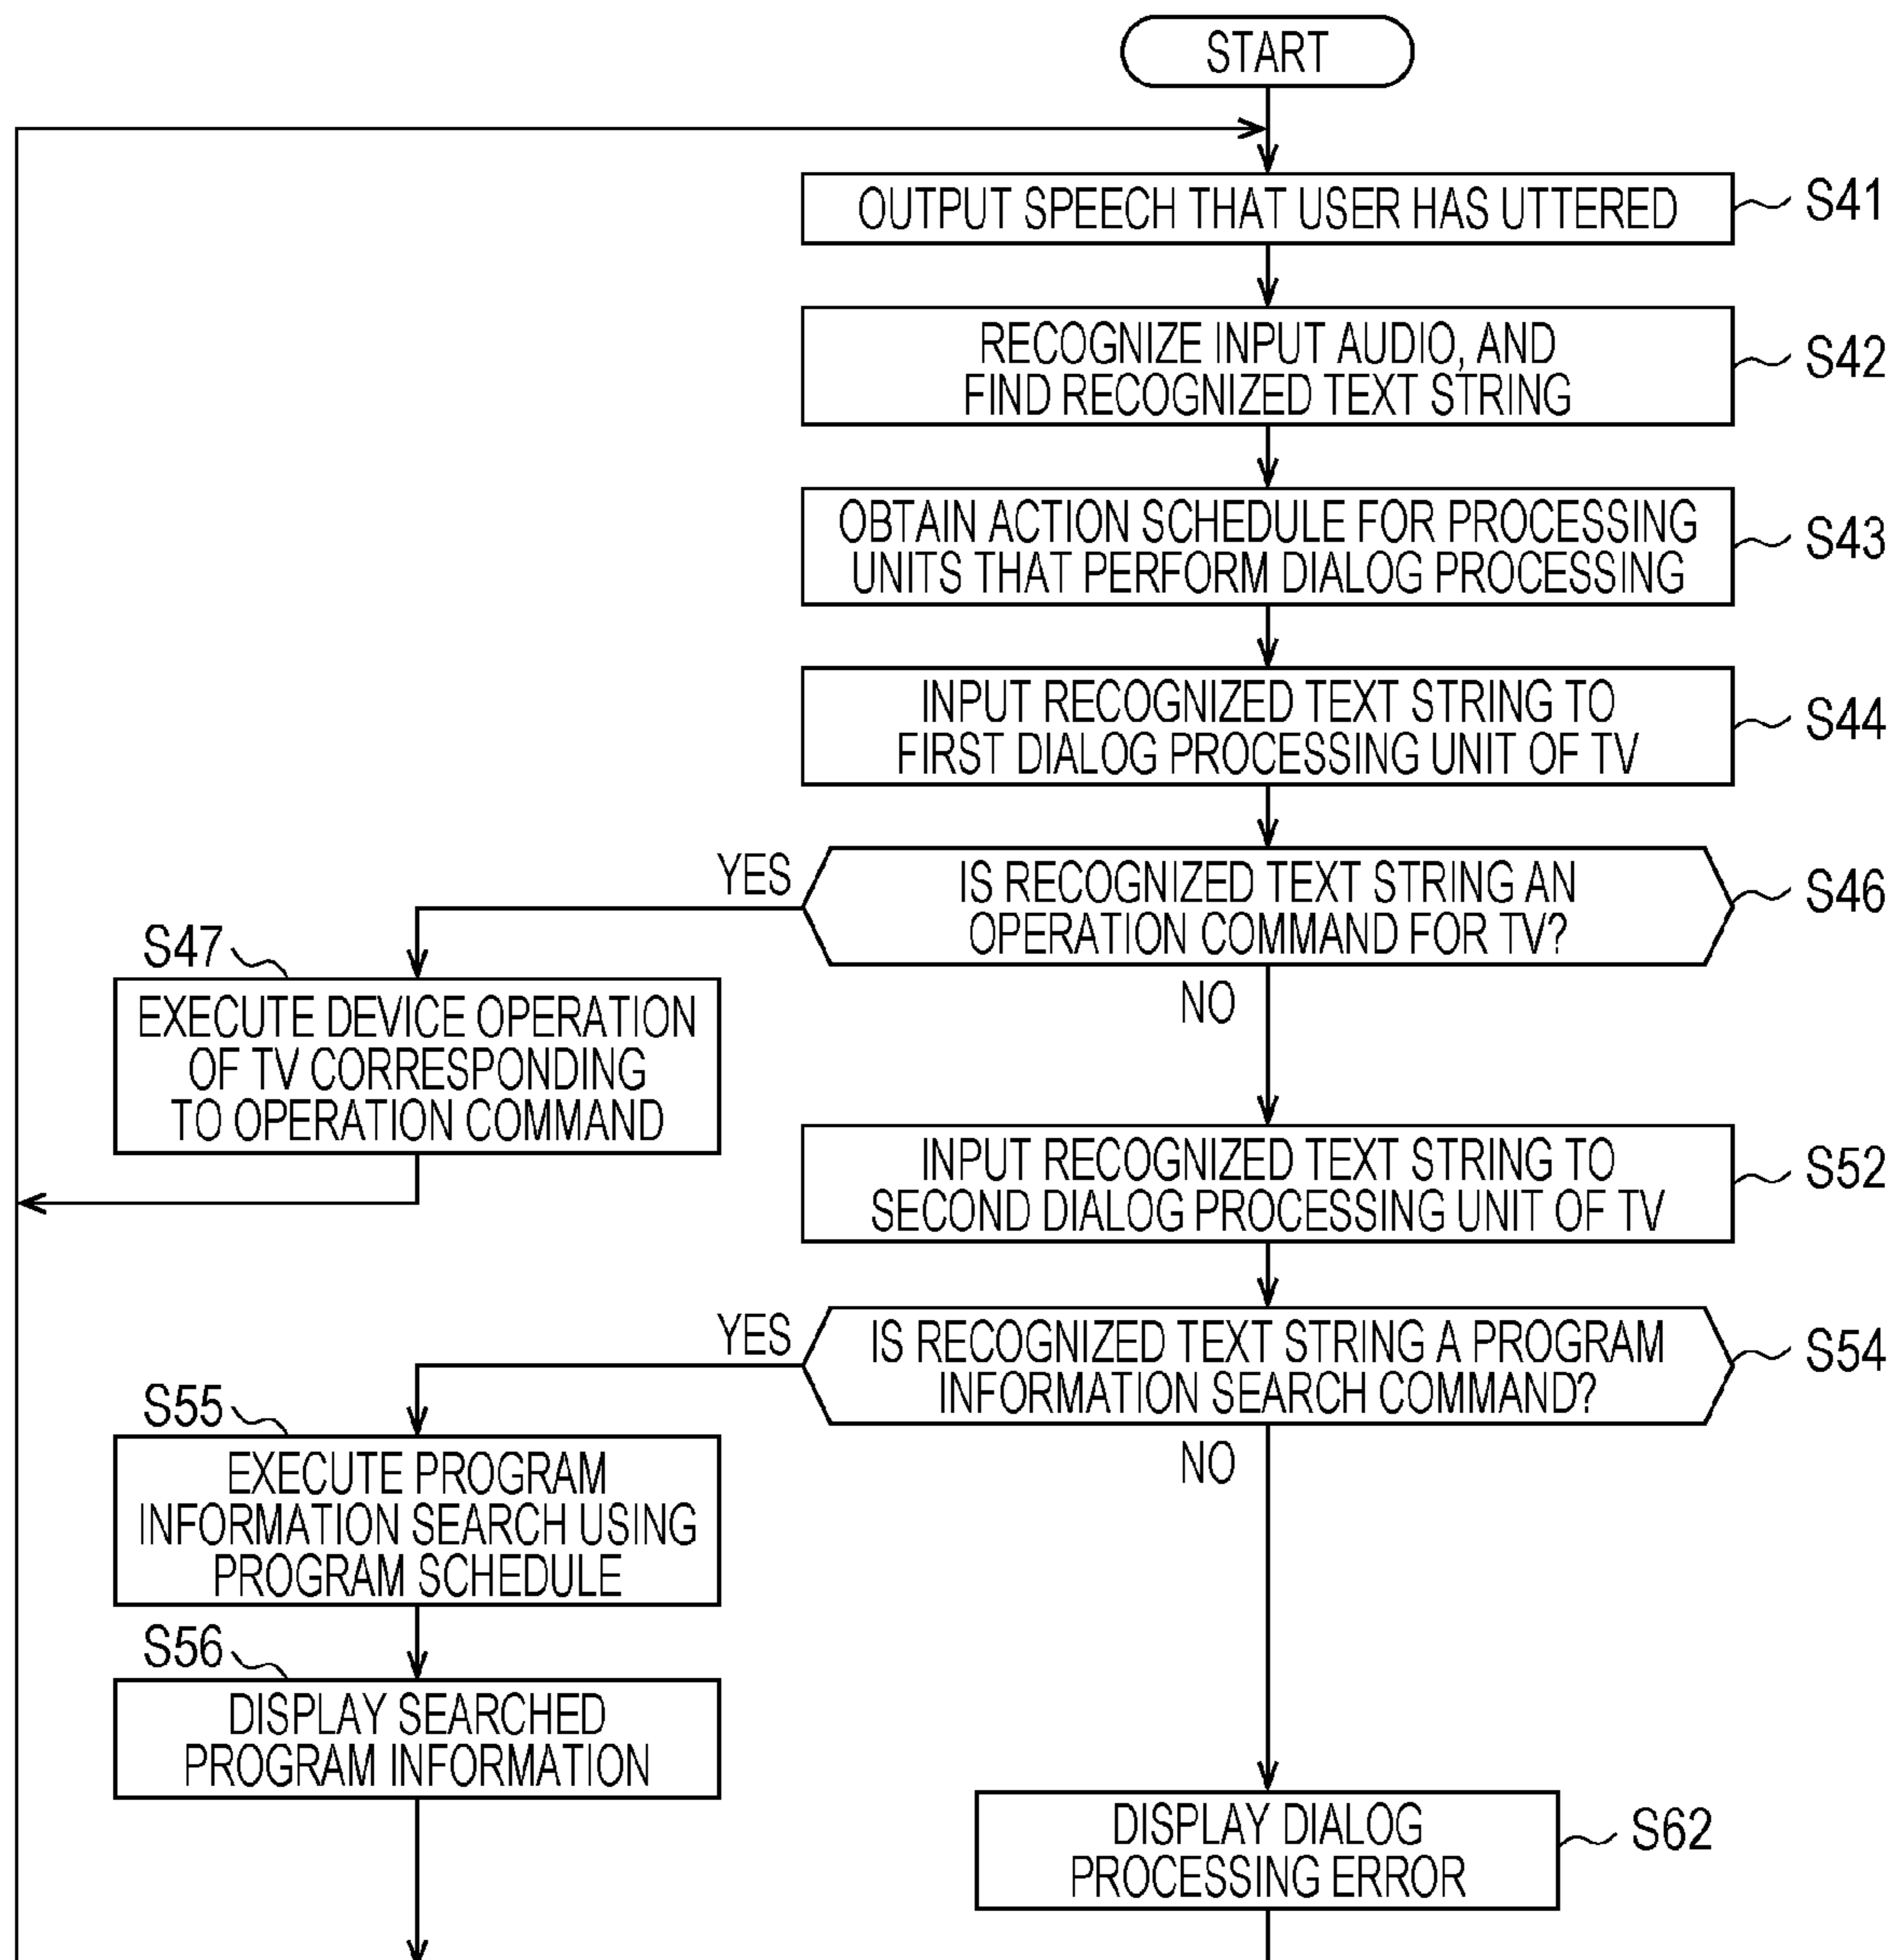 START
OUTPUT SPEECH THAT USER HAS UTTERED
S41
RECOGNIZE INPUT AUDIO, AND
FIND RECOGNIZED TEXT STRING
S42
OBTAIN ACTION SCHEDULE FOR PROCESSING
UNITS THAT PERFORM DIALOG PROCESSING
S43
INPUT RECOGNIZED TEXT STRING TO
FIRST DIALOG PROCESSING UNIT OF TV
S44
YES
IS RECOGNIZED TEXT STRING AN
OPERATION COMMAND FOR TV?
S46
NO
S47
EXECUTE DEVICE OPERATION
OF TV CORRESPONDING
TO OPERATION COMMAND
INPUT RECOGNIZED TEXT STRING TO
SECOND DIALOG PROCESSING UNIT OF TV
S52
YES
IS RECOGNIZED TEXT STRING A PROGRAM
INFORMATION SEARCH COMMAND?
S54
NO
S55
EXECUTE PROGRAM
INFORMATION SEARCH USING
PROGRAM SCHEDULE
S56
DISPLAY SEARCHED
PROGRAM INFORMATION
DISPLAY DIALOG
PROCESSING ERROR
S62